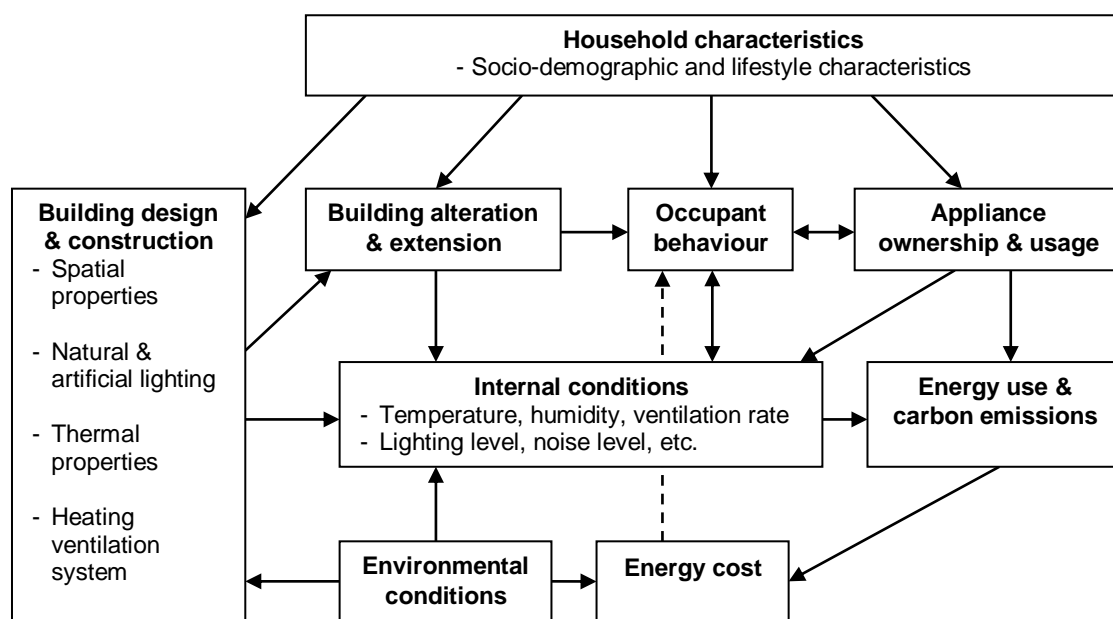 Household characteristics
- Socio-demographic and lifestyle characteristics
Building design
& construction
- Spatial
properties
- Natural &
artificial lighting
- Thermal
properties
- Heating
ventilation
system
Building alteration
& extension
Occupant
behaviour
Appliance
ownership & usage
Internal conditions
- Temperature, humidity, ventilation rate
- Lighting level, noise level, etc.
Energy use &
carbon emissions
Environmental
conditions
Energy cost